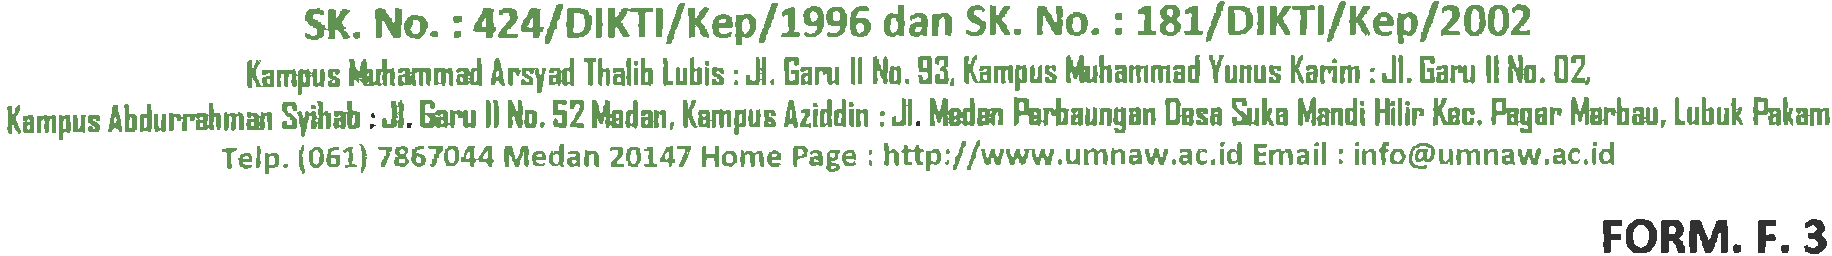 SK. No. : 424/DIKTI/Kep/1996 dan SK. No. : 181/DIKTI/Kep/2002
Kampus Muhammad Arsyad Thalib Lubis : Jl. Garu II No. 93, Kampus Muhammad Yunus Karim : Jl. Garu II No. 02,
Kampus Abdurrahman Syihab : Jl. Garu II No. 52 Medan, Kampus Aziddin : Jl. Medan Perbaungan Desa Suka Mandi Hilir Kec. Pagar Merbau, Lubuk Pakam
Telp. (061) 7867044 Medan 20147 Home Page : http://www.umnaw.ac.id Email : info@umnaw.ac.id
FORM. F. 3